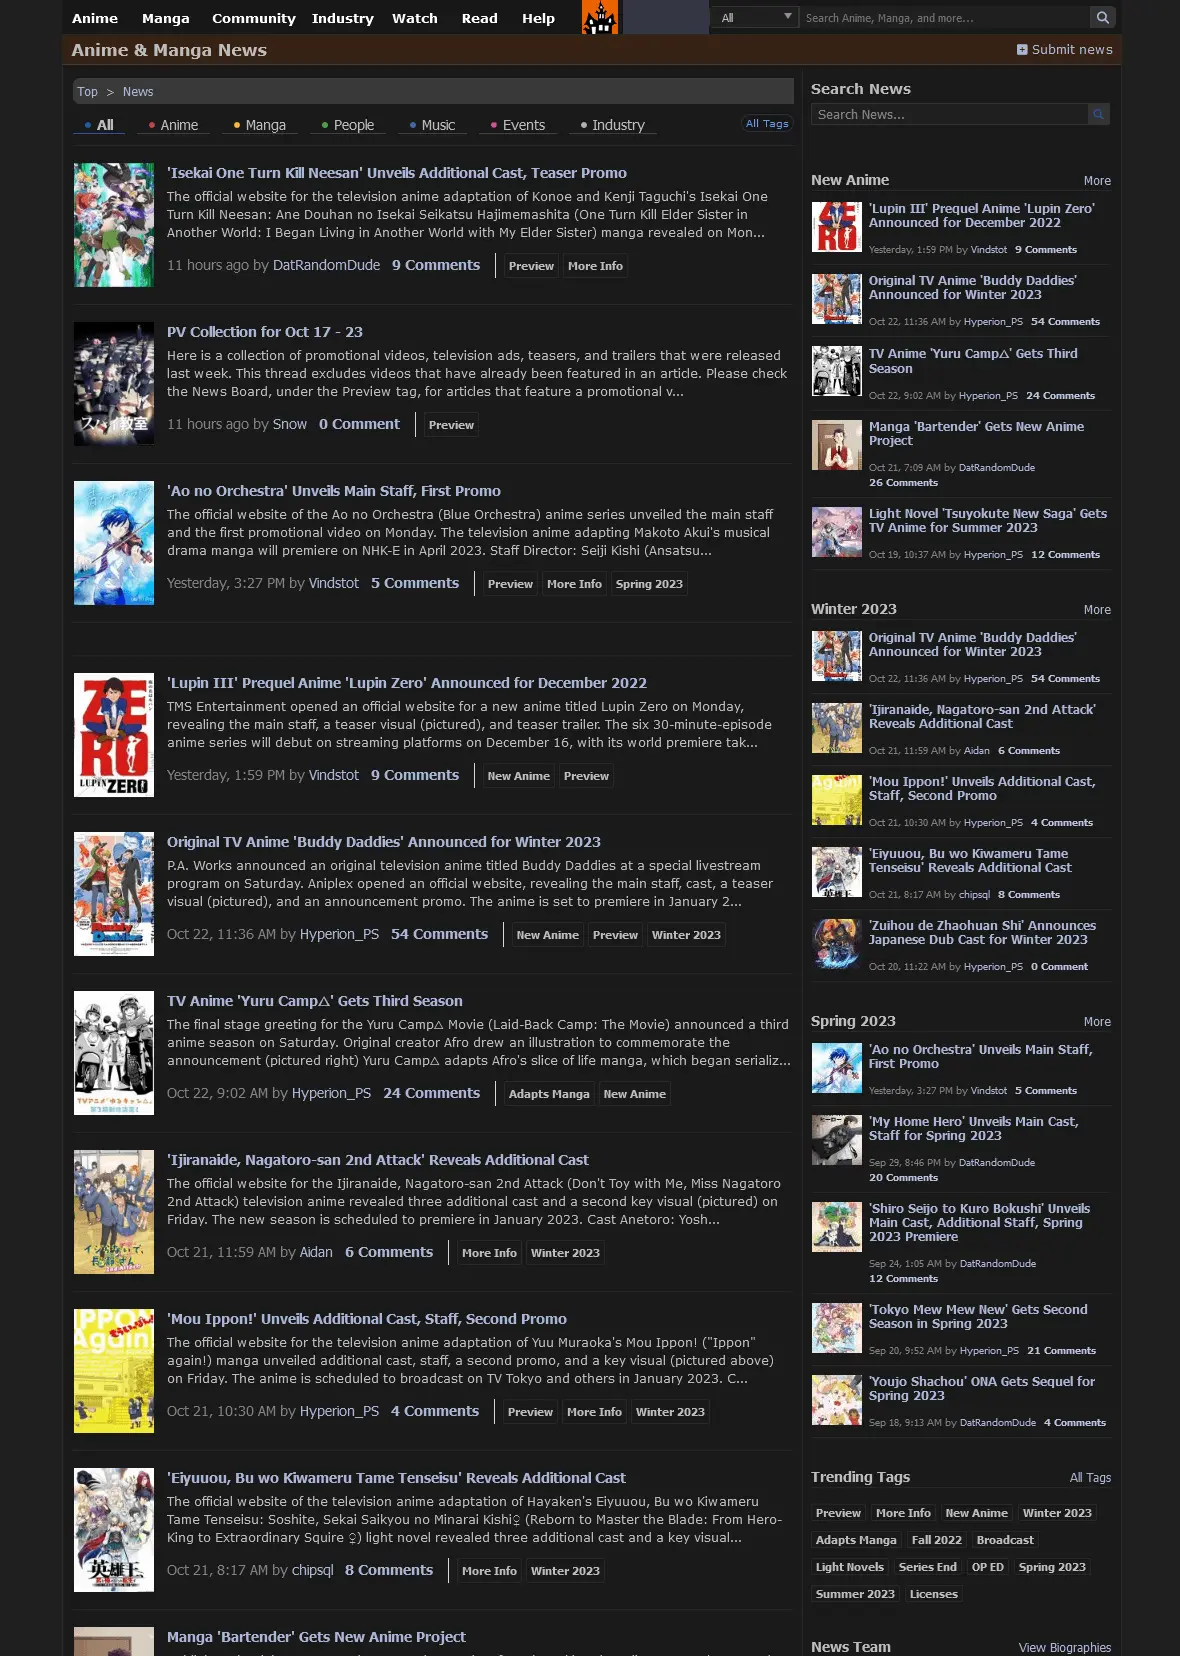 Anime Manga Community Industry Watch Read Help All Search Anime, Manga, and more...
Anime & Manga News Submit news
Top > News
All Anime Manga People Music Events Industry All Tags
'Isekai One Turn Kill Neesan' Unveils Additional Cast, Teaser Promo
The official website for the television anime adaptation of Konoe and Kenji Taguchi's Isekai One
Turn Kill Neesan: Ane Douhan no Isekai Seikatsu Hajimemashita (One Turn Kill Elder Sister in
Another World: I Began Living in Another World with My Elder Sister) manga revealed on Mon...
11 hours ago by DatRandomDude 9 Comments Preview More Info
PV Collection for Oct 17 - 23
Here is a collection of promotional videos, television ads, teasers, and trailers that were released
last week. This thread excludes videos that have already been featured in an article. Please check
the News Board, under the Preview tag, for articles that feature a promotional v...
スパイ教室
11 hours ago by Snow 0 Comment Preview
'Ao no Orchestra' Unveils Main Staff, First Promo
The official website of the Ao no Orchestra (Blue Orchestra) anime series unveiled the main staff
and the first promotional video on Monday. The television anime adapting Makoto Akui's musical
drama manga will premiere on NHK-E in April 2023. Staff Director: Seiji Kishi (Ansatsu...
Yesterday, 3:27 PM by Vindstot 5 Comments Preview More Info Spring 2023
'Lupin III' Prequel Anime 'Lupin Zero' Announced for December 2022
TMS Entertainment opened an official website for a new anime titled Lupin Zero on Monday,
revealing the main staff, a teaser visual (pictured), and teaser trailer. The six 30-minute-episode
anime series will debut on streaming platforms on December 16, with its world premiere tak...
ZE
RO
LUPIN ZERO
Yesterday, 1:59 PM by Vindstot 9 Comments New Anime Preview
Original TV Anime 'Buddy Daddies' Announced for Winter 2023
P.A. Works announced an original television anime titled Buddy Daddies at a special livestream
program on Saturday. Aniplex opened an official website, revealing the main staff, cast, a teaser
visual (pictured), and an announcement promo. The anime is set to premiere in January 2...
Buddy
Daddies
Oct 22, 11:36 AM by Hyperion_PS 54 Comments New Anime Preview Winter 2023
TV Anime 'Yuru Camp△' Gets Third Season
The final stage greeting for the Yuru Camp△ Movie (Laid-Back Camp: The Movie) announced a third
anime season on Saturday. Original creator Afro drew an illustration to commemorate the
announcement (pictured right) Yuru Camp△ adapts Afro's slice of life manga, which began serializ...
Oct 22, 9:02 AM by Hyperion_PS 24 Comments Adapts Manga New Anime
'Ijiranaide, Nagatoro-san 2nd Attack' Reveals Additional Cast
The official website for the Ijiranaide, Nagatoro-san 2nd Attack (Don't Toy with Me, Miss Nagatoro
2nd Attack) television anime revealed three additional cast and a second key visual (pictured) on
Friday. The new season is scheduled to premiere in January 2023. Cast Anetoro: Yosh...
Oct 21, 11:59 AM by Aidan 6 Comments More Info Winter 2023
'Mou Ippon!' Unveils Additional Cast, Staff, Second Promo
The official website for the television anime adaptation of Yuu Muraoka's Mou Ippon! ("Ippon"
again!) manga unveiled additional cast, staff, a second promo, and a key visual (pictured above)
on Friday. The anime is scheduled to broadcast on TV Tokyo and others in January 2023. C...
IPPON
Again!
Oct 21, 10:30 AM by Hyperion_PS 4 Comments Preview More Info Winter 2023
'Eiyuuou, Bu wo Kiwameru Tame Tenseisu' Reveals Additional Cast
The official website of the television anime adaptation of Hayaken's Eiyuuou, Bu wo Kiwameru
Tame Tenseisu: Soshite, Sekai Saikyou no Minarai Kishi♀ (Reborn to Master the Blade: From Hero-
King to Extraordinary Squire ♀) light novel revealed three additional cast and a key visual...
英雄王
Oct 21, 8:17 AM by chipsql 8 Comments More Info Winter 2023
Manga 'Bartender' Gets New Anime Project
Search News
Search News...
New Anime More
'Lupin III' Prequel Anime 'Lupin Zero'
Announced for December 2022
Yesterday, 1:59 PM by Vindstot 9 Comments
ZE
RO
Original TV Anime 'Buddy Daddies'
Announced for Winter 2023
Oct 22, 11:36 AM by Hyperion_PS 54 Comments
TV Anime 'Yuru Camp△' Gets Third
Season
Oct 22, 9:02 AM by Hyperion_PS 24 Comments
Manga 'Bartender' Gets New Anime
Project
Oct 21, 7:09 AM by DatRandomDude
26 Comments
Light Novel 'Tsuyokute New Saga' Gets
TV Anime for Summer 2023
Oct 19, 10:37 AM by Hyperion_PS 12 Comments
Winter 2023 More
Original TV Anime 'Buddy Daddies'
Announced for Winter 2023
Oct 22, 11:36 AM by Hyperion_PS 54 Comments
'Ijiranaide, Nagatoro-san 2nd Attack'
Reveals Additional Cast
Oct 21, 11:59 AM by Aidan 6 Comments
'Mou Ippon!' Unveils Additional Cast,
Staff, Second Promo
Oct 21, 10:30 AM by Hyperion_PS 4 Comments
Again!
'Eiyuuou, Bu wo Kiwameru Tame
Tenseisu' Reveals Additional Cast
Oct 21, 8:17 AM by chipsql 8 Comments
英雄王
'Zuihou de Zhaohuan Shi' Announces
Japanese Dub Cast for Winter 2023
Oct 20, 11:22 AM by Hyperion_PS 0 Comment
Spring 2023 More
'Ao no Orchestra' Unveils Main Staff,
First Promo
Yesterday, 3:27 PM by Vindstot 5 Comments
'My Home Hero' Unveils Main Cast,
Staff for Spring 2023
Sep 29, 8:46 PM by DatRandomDude
20 Comments
'Shiro Seijo to Kuro Bokushi' Unveils
Main Cast, Additional Staff, Spring
2023 Premiere
Sep 24, 1:05 AM by DatRandomDude
12 Comments
'Tokyo Mew Mew New' Gets Second
Season in Spring 2023
Sep 20, 9:52 AM by Hyperion_PS 21 Comments
'Youjo Shachou' ONA Gets Sequel for
Spring 2023
Sep 18, 9:13 AM by DatRandomDude 4 Comments
Trending Tags All Tags
Preview More Info New Anime Winter 2023
Adapts Manga Fall 2022 Broadcast
Light Novels Series End OP ED Spring 2023
Summer 2023 Licenses
News Team View Biographies